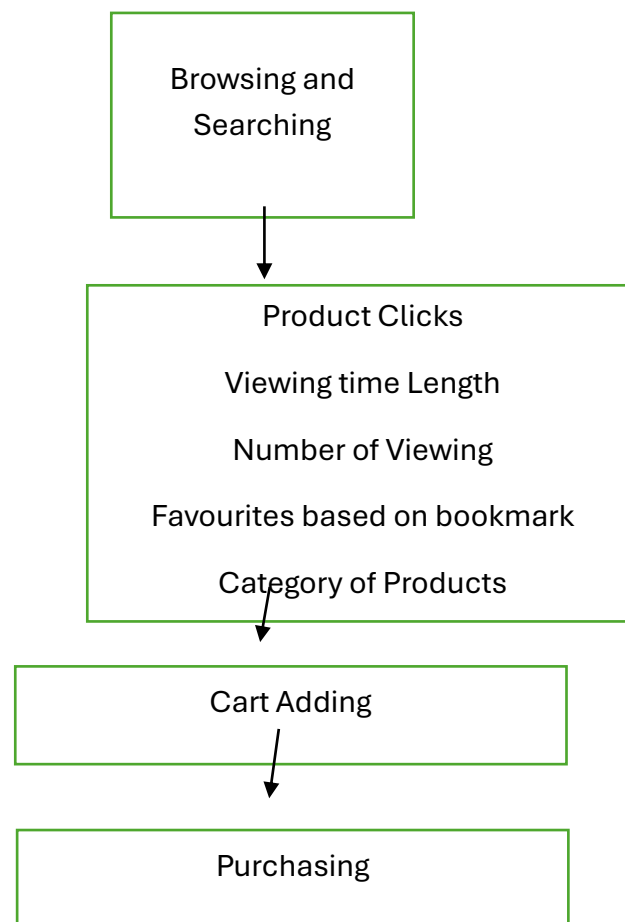 Browsing and
Searching
Product Clicks
Viewing time Length
Number of Viewing
Favourites based on bookmark
Category of Products
Cart Adding
Purchasing